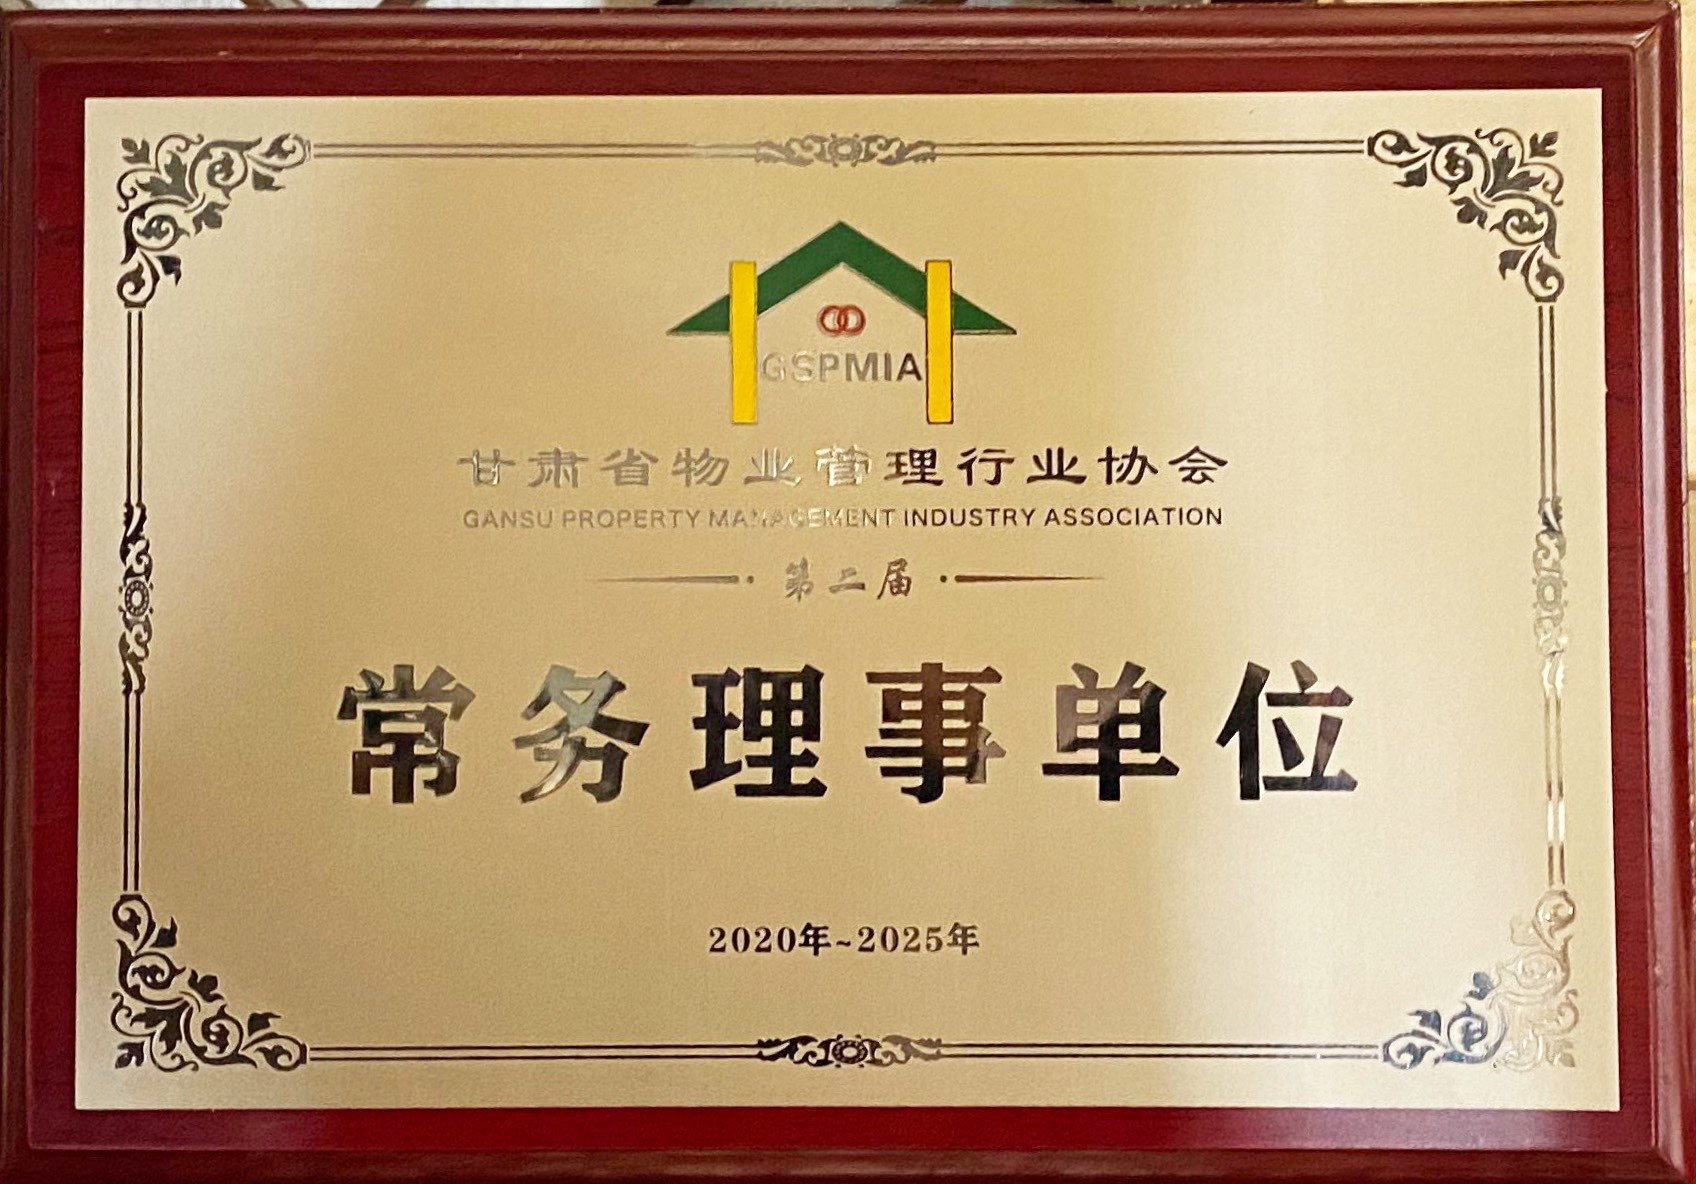 GSPMIA
甘肃省物业管理行业协会
GANSU PROPERTY MANAGEMENT INDUSTRY ASSOCIATION
· 第二届 ·
常务理事单位
2020年~2025年